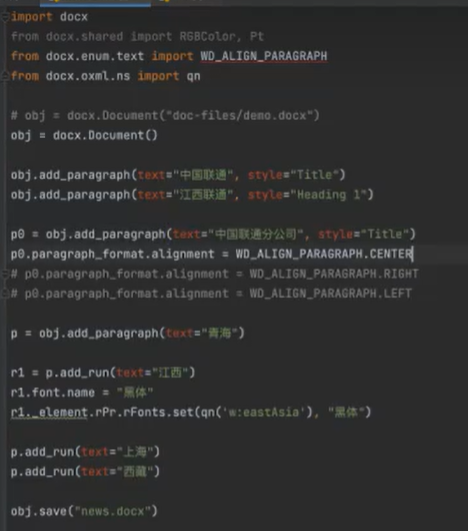 import docx
from docx.shared import RGBColor, Pt
from docx.enum.text import WD_ALIGN_PARAGRAPH
from docx.oxml.ns import qn
# obj = docx.Document("doc-files/demo.docx")
obj = docx.Document()
obj.add_paragraph(text="中国联通", style="Title")
obj.add_paragraph(text="江西联通", style="Heading 1")
p0 = obj.add_paragraph(text="中国联通分公司", style="Title")
p0.paragraph_format.alignment = WD_ALIGN_PARAGRAPH.CENTER
# p0.paragraph_format.alignment = WD_ALIGN_PARAGRAPH.RIGHT
# p0.paragraph_format.alignment = WD_ALIGN_PARAGRAPH.LEFT
p = obj.add_paragraph(text="青海")
r1 = p.add_run(text="江西")
r1.font.name = "黑体"
r1._element.rPr.rFonts.set(qn('w:eastAsia'), "黑体")
p.add_run(text="上海")
p.add_run(text="西藏")
obj.save("news.docx")